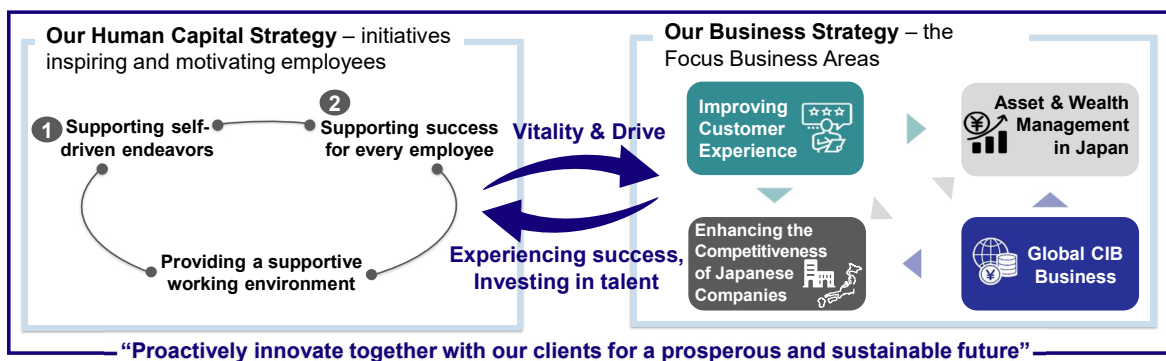 Our Human Capital Strategy – initiatives
inspiring and motivating employees
1
Supporting self-
driven endeavors
2
Supporting success
for every employee
Providing a supportive
working environment
Vitality & Drive
Experiencing success,
Investing in talent
Our Business Strategy – the
Focus Business Areas
Improving
Customer
Experience
¥
Asset & Wealth
Management
in Japan
Enhancing the
Competitiveness
of Japanese
Companies
¥
Global CIB
Business
“Proactively innovate together with our clients for a prosperous and sustainable future”